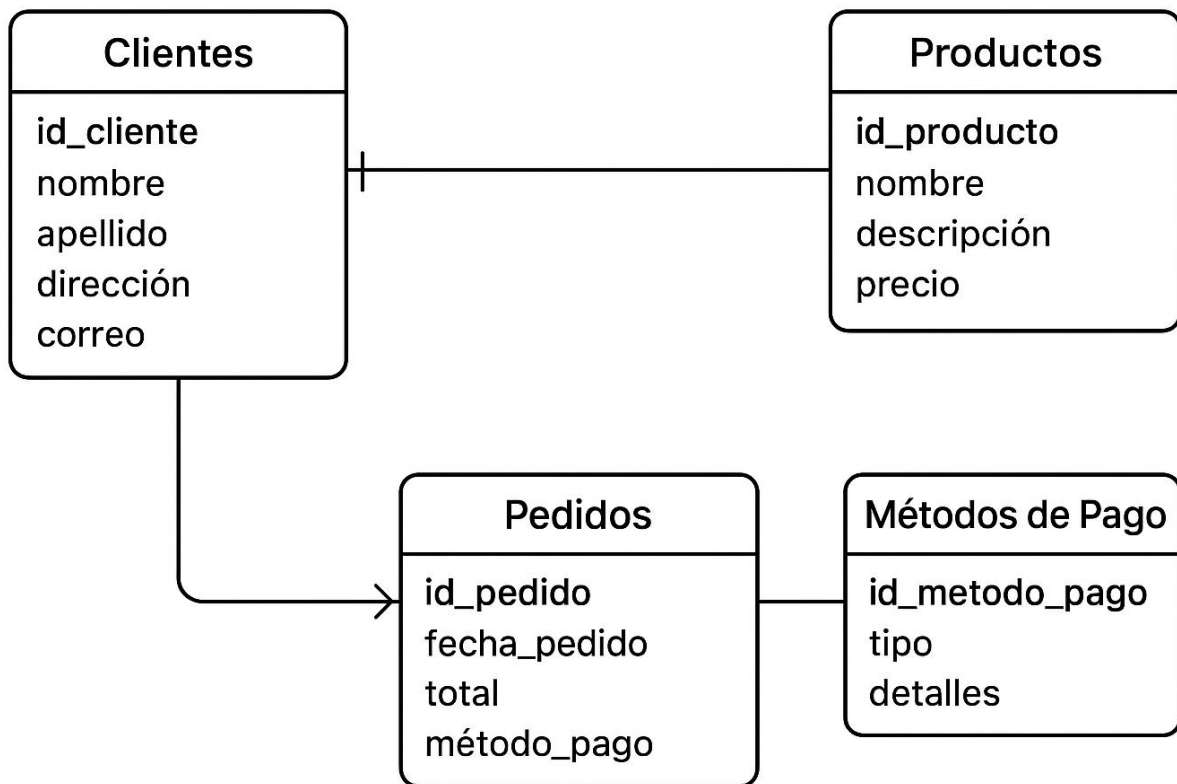 Clientes
id_cliente
nombre
apellido
dirección
correo
Productos
id_producto
nombre
descripción
precio
Pedidos
id_pedido
fecha_pedido
total
método_pago
Métodos de Pago
id_metodo_pago
tipo
detalles